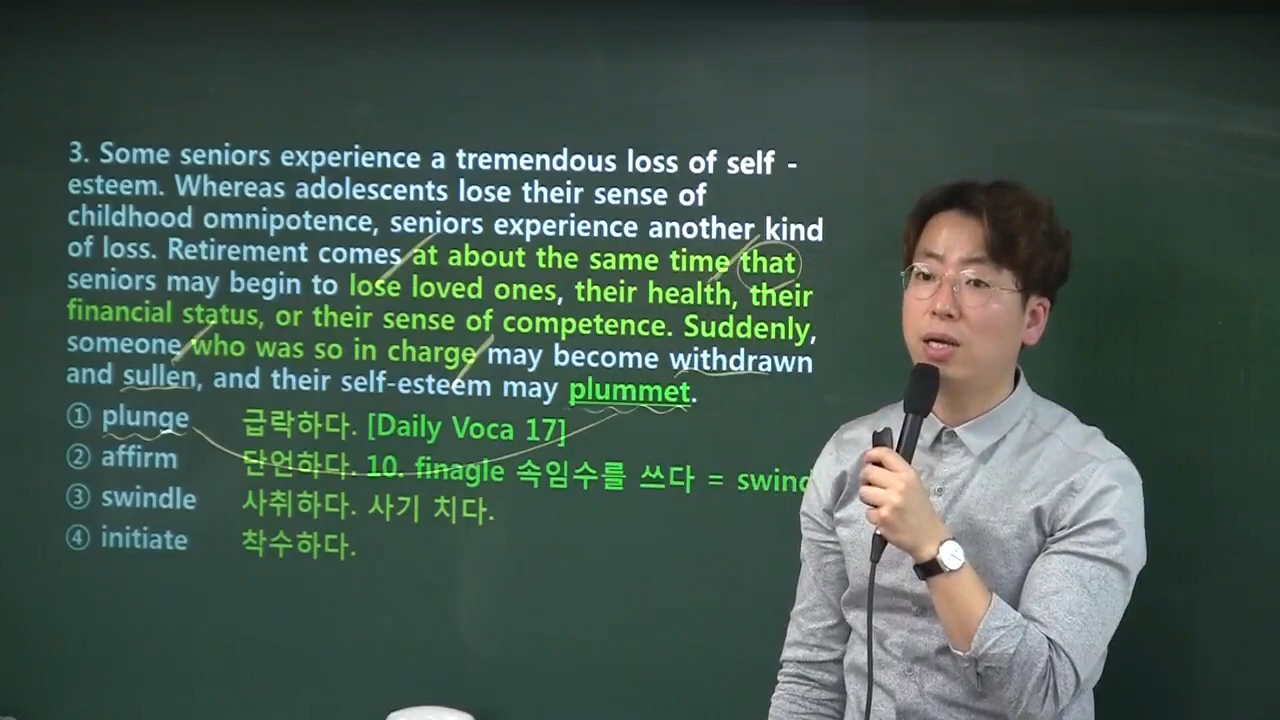 3. Some seniors experience a tremendous loss of self -
esteem. Whereas adolescents lose their sense of
childhood omnipotence, seniors experience another kind
of loss. Retirement comes at about the same time that
seniors may begin to lose loved ones, their health, their
financial status, or their sense of competence. Suddenly,
someone who was so in charge may become withdrawn
and sullen, and their self-esteem may plummet.
① plunge 급락하다. [Daily Voca 17]
② affirm 단언하다. 10. finagle 속임수를 쓰다 = swind
③ swindle 사취하다. 사기 치다.
④ initiate 착수하다.